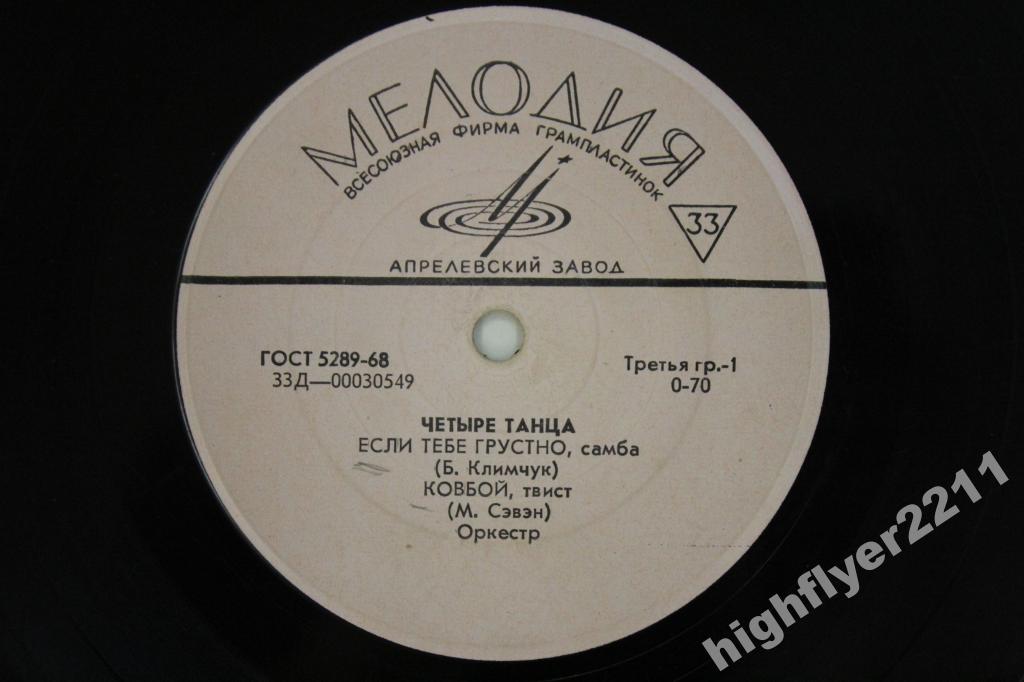 МЕЛОДИЯ
ВСЕСОЮЗНАЯ ФИРМА ГРАМПЛАСТИНОК
33
АПРЕЛЕВСКИЙ ЗАВОД
ГОСТ 5289-68
33Д—00030549
Третья гр.-1
0-70
ЧЕТЫРЕ ТАНЦА
ЕСЛИ ТЕБЕ ГРУСТНО, самба
(Б. Климчук)
КОВБОЙ, твист
(М. Сэвэн)
Оркестр
highflyer2211